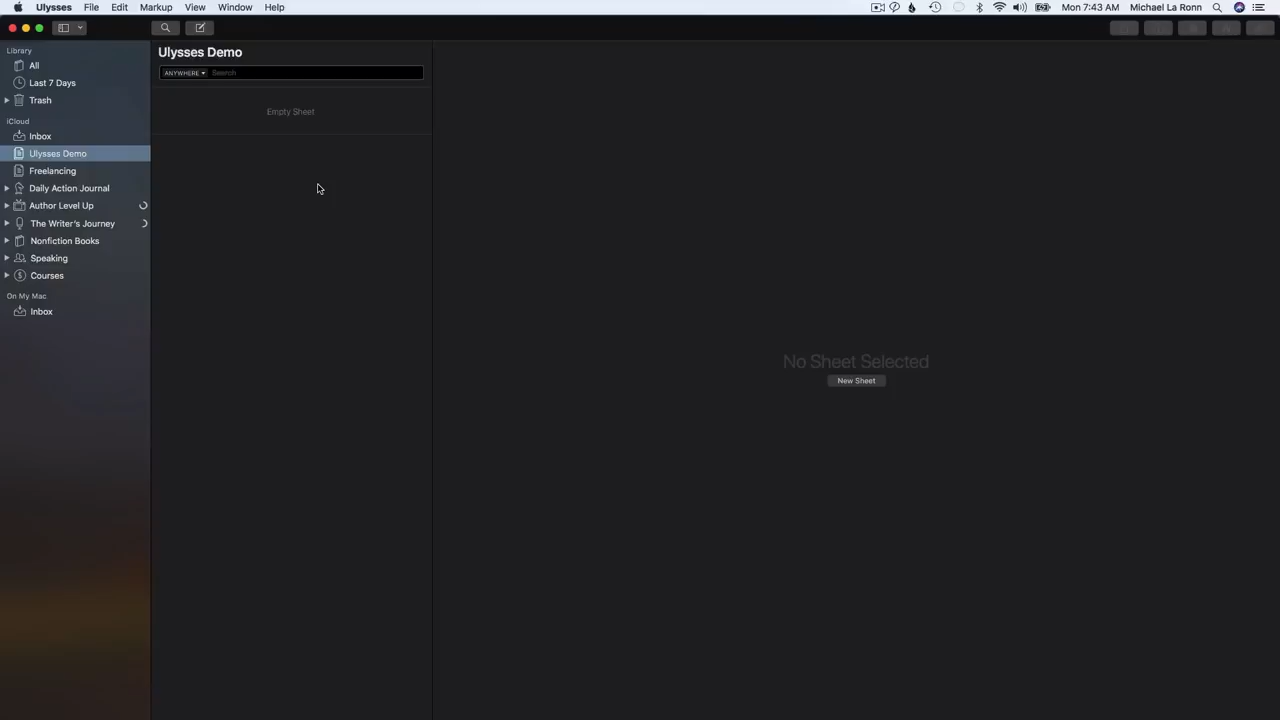 Ulysses File Edit Markup View Window Help Mon 7:43 AM Michael La Ronn
Library
All
Last 7 Days
Trash
iCloud
Inbox
Ulysses Demo
Freelancing
Daily Action Journal
Author Level Up
The Writer's Journey
Nonfiction Books
Speaking
Courses
On My Mac
Inbox
Ulysses Demo
ANYWHERE Search
Empty Sheet
No Sheet Selected
New Sheet